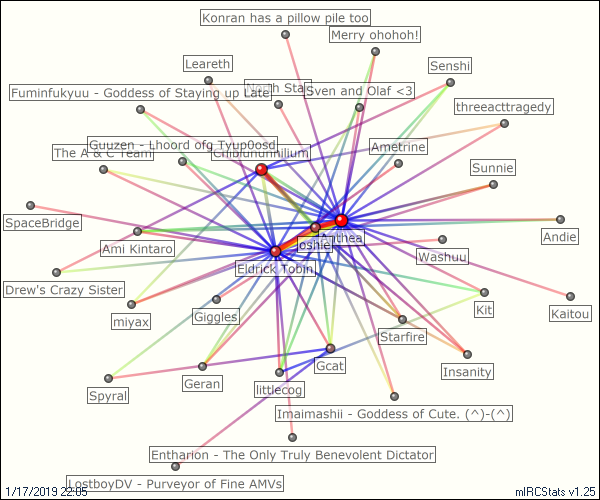 Konran has a pillow pile too
Merry ohohoh!
Leareth
Senshi
Fuminfukyuu - Goddess of Staying up Late
North Star
Sven and Olaf <3
threeacttragedy
Guuzen - Lhoord ofg Tyup0osd
Ametrine
The A & C Team
Sunnie
SpaceBridge
Andie
Ami Kintaro
Joshie
Washuu
Eldrick Tobin
Drew's Crazy Sister
Kit
Kaitou
miyax
Giggles
Starfire
Gcat
Insanity
Geran
littlecog
Spyral
Imaimashii - Goddess of Cute. (^)-(^)
Entharion - The Only Truly Benevolent Dictator
LostboyDV - Purveyor of Fine AMVs
1/17/2019 22:05
mIRCStats v1.25